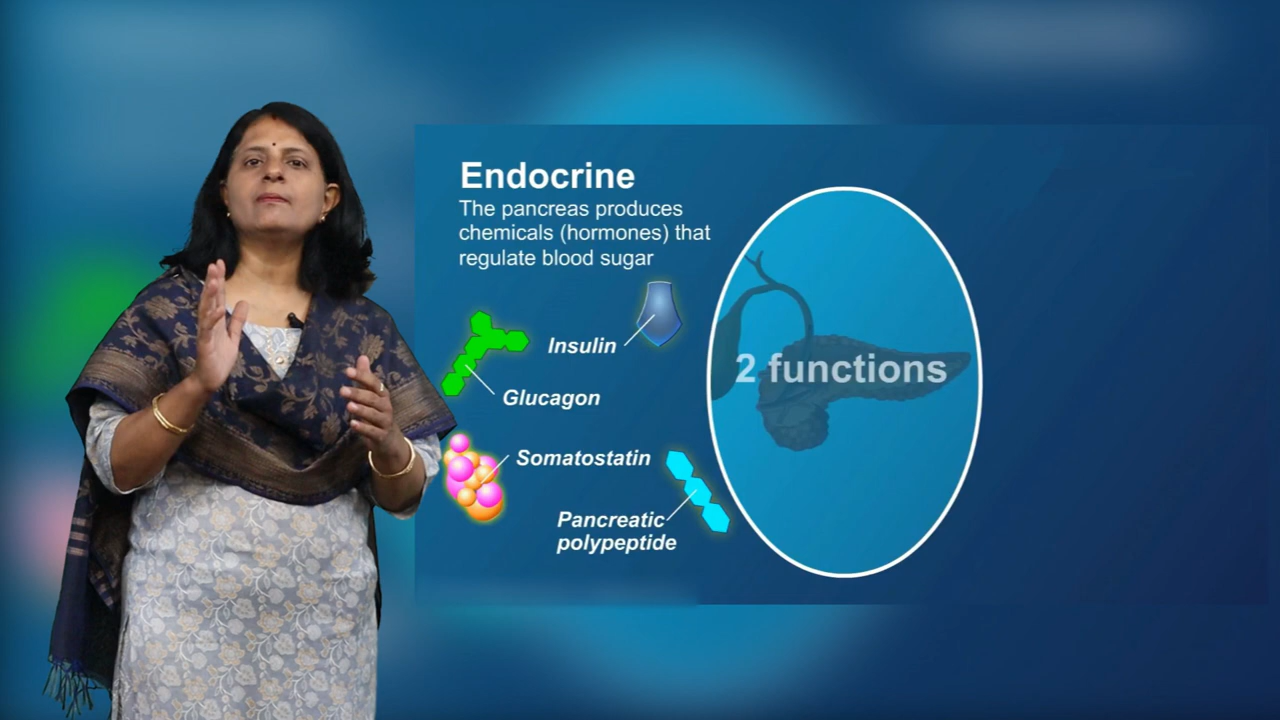 Endocrine
The pancreas produces
chemicals (hormones) that
regulate blood sugar
Insulin
Glucagon
Somatostatin
Pancreatic
polypeptide
2 functions